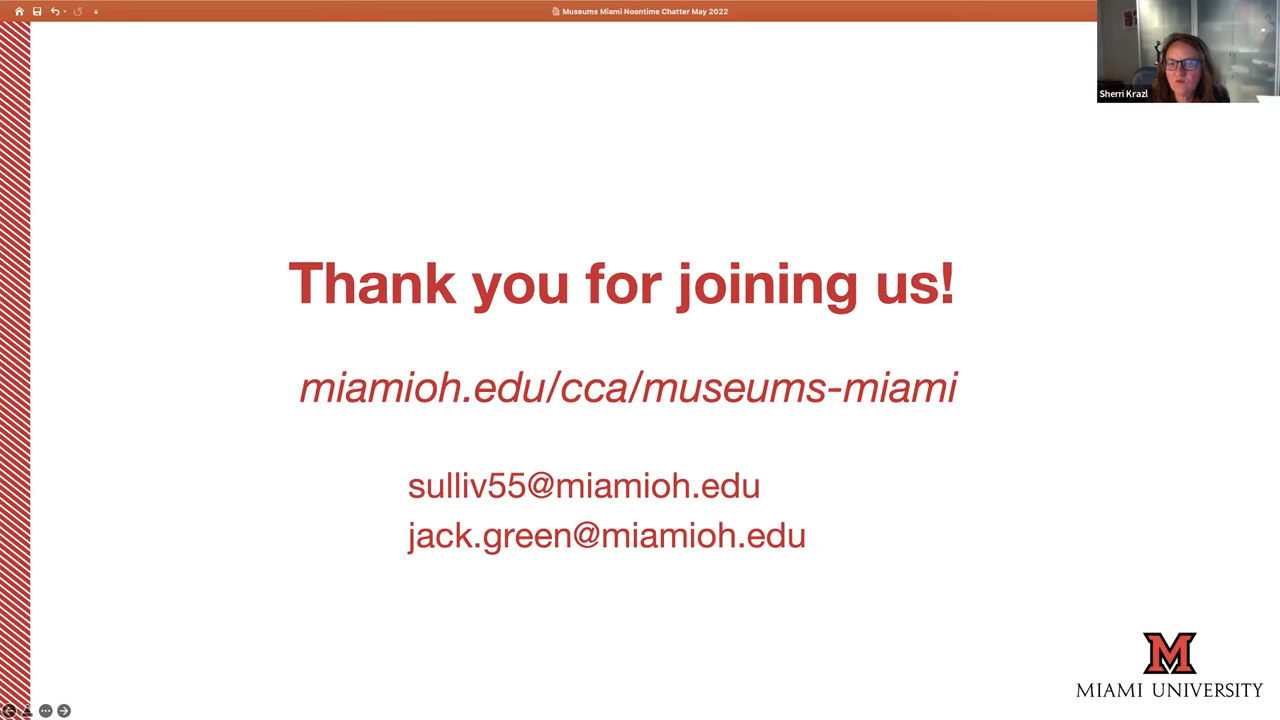 Museums Miami Noontime Chatter May 2022
Sherri Krazl
Thank you for joining us!
miamioh.edu/cca/museums-miami
sulliv55@miamioh.edu
jack.green@miamioh.edu
M
MIAMI UNIVERSITY